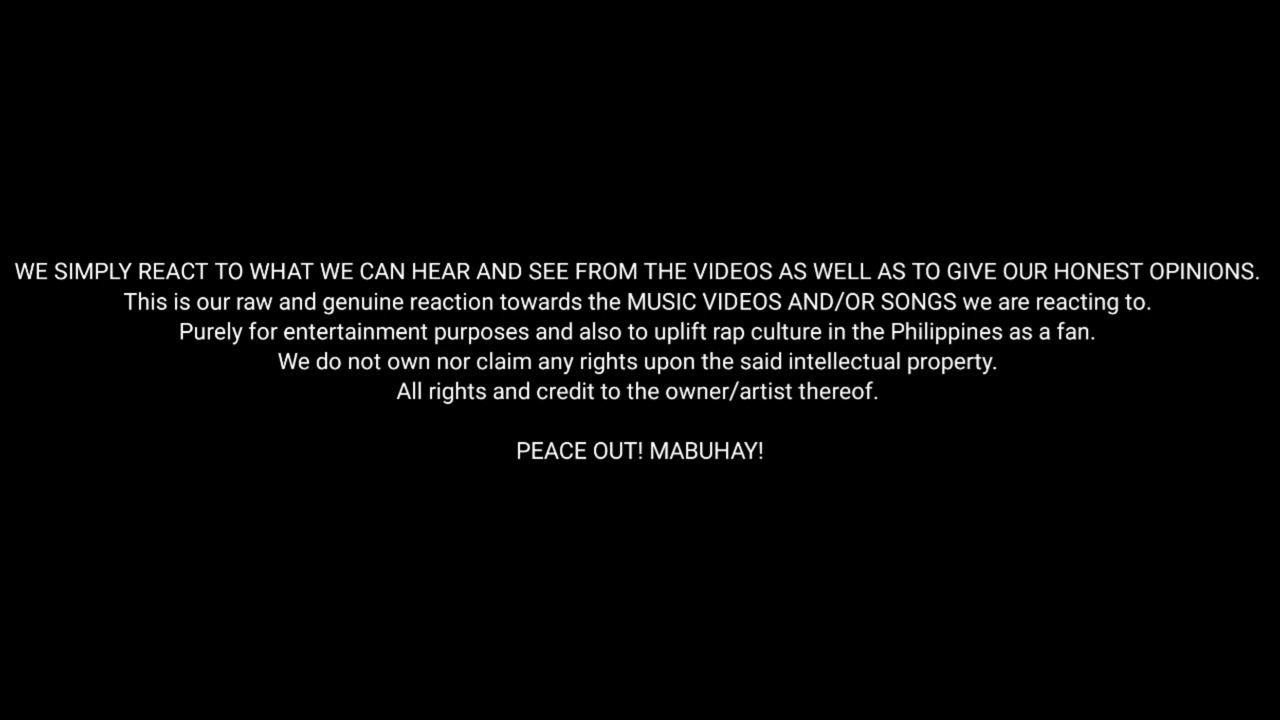 WE SIMPLY REACT TO WHAT WE CAN HEAR AND SEE FROM THE VIDEOS AS WELL AS TO GIVE OUR HONEST OPINIONS.
This is our raw and genuine reaction towards the MUSIC VIDEOS AND/OR SONGS we are reacting to.
Purely for entertainment purposes and also to uplift rap culture in the Philippines as a fan.
We do not own nor claim any rights upon the said intellectual property.
All rights and credit to the owner/artist thereof.
PEACE OUT! MABUHAY!